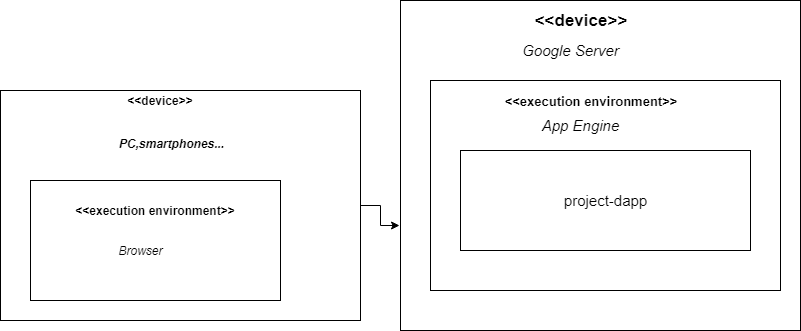 <<device>>
PC,smartphones...
<<execution environment>>
Browser
<<device>>
Google Server
<<execution environment>>
App Engine
project-dapp